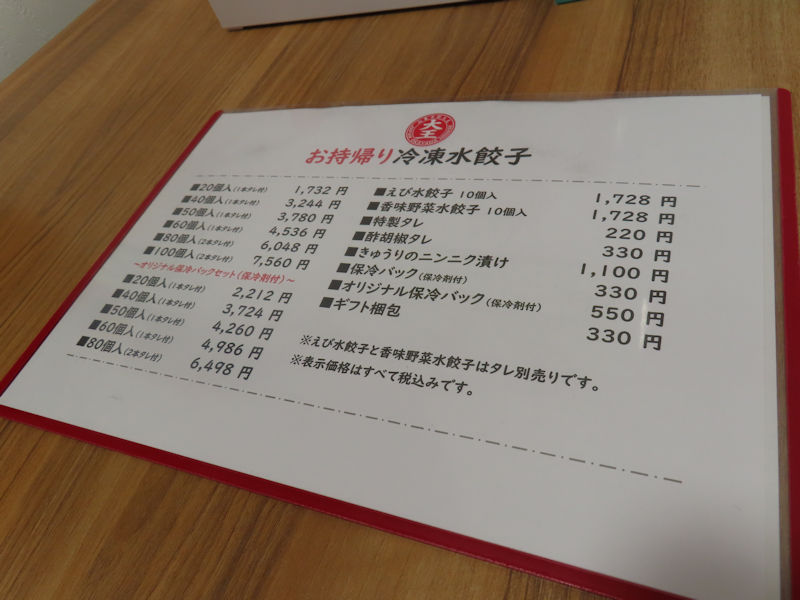 大王
お持帰り冷凍水餃子
■20個入(1本タレ付) 1,732 円
■40個入(1本タレ付) 3,244 円
■50個入(1本タレ付) 3,780 円
■60個入(1本タレ付) 4,536 円
■80個入(2本タレ付) 6,048 円
■100個入(2本タレ付) 7,560 円
~オリジナル保冷バックセット(保冷剤付)~
■20個入(1本タレ付) 2,212 円
■40個入(1本タレ付) 3,724 円
■50個入(1本タレ付) 4,260 円
■60個入(1本タレ付) 4,986 円
■80個入(2本タレ付) 6,498 円
■えび水餃子 10個入 1,728 円
■香味野菜水餃子 10個入 1,728 円
■特製タレ 220 円
■酢胡椒タレ 330 円
■きゅうりのニンニク漬け 1,100 円
■保冷バック(保冷剤付) 330 円
■オリジナル保冷バック(保冷剤付) 550 円
■ギフト梱包 330 円
※えび水餃子と香味野菜水餃子はタレ別売りです。
※表示価格はすべて税込みです。